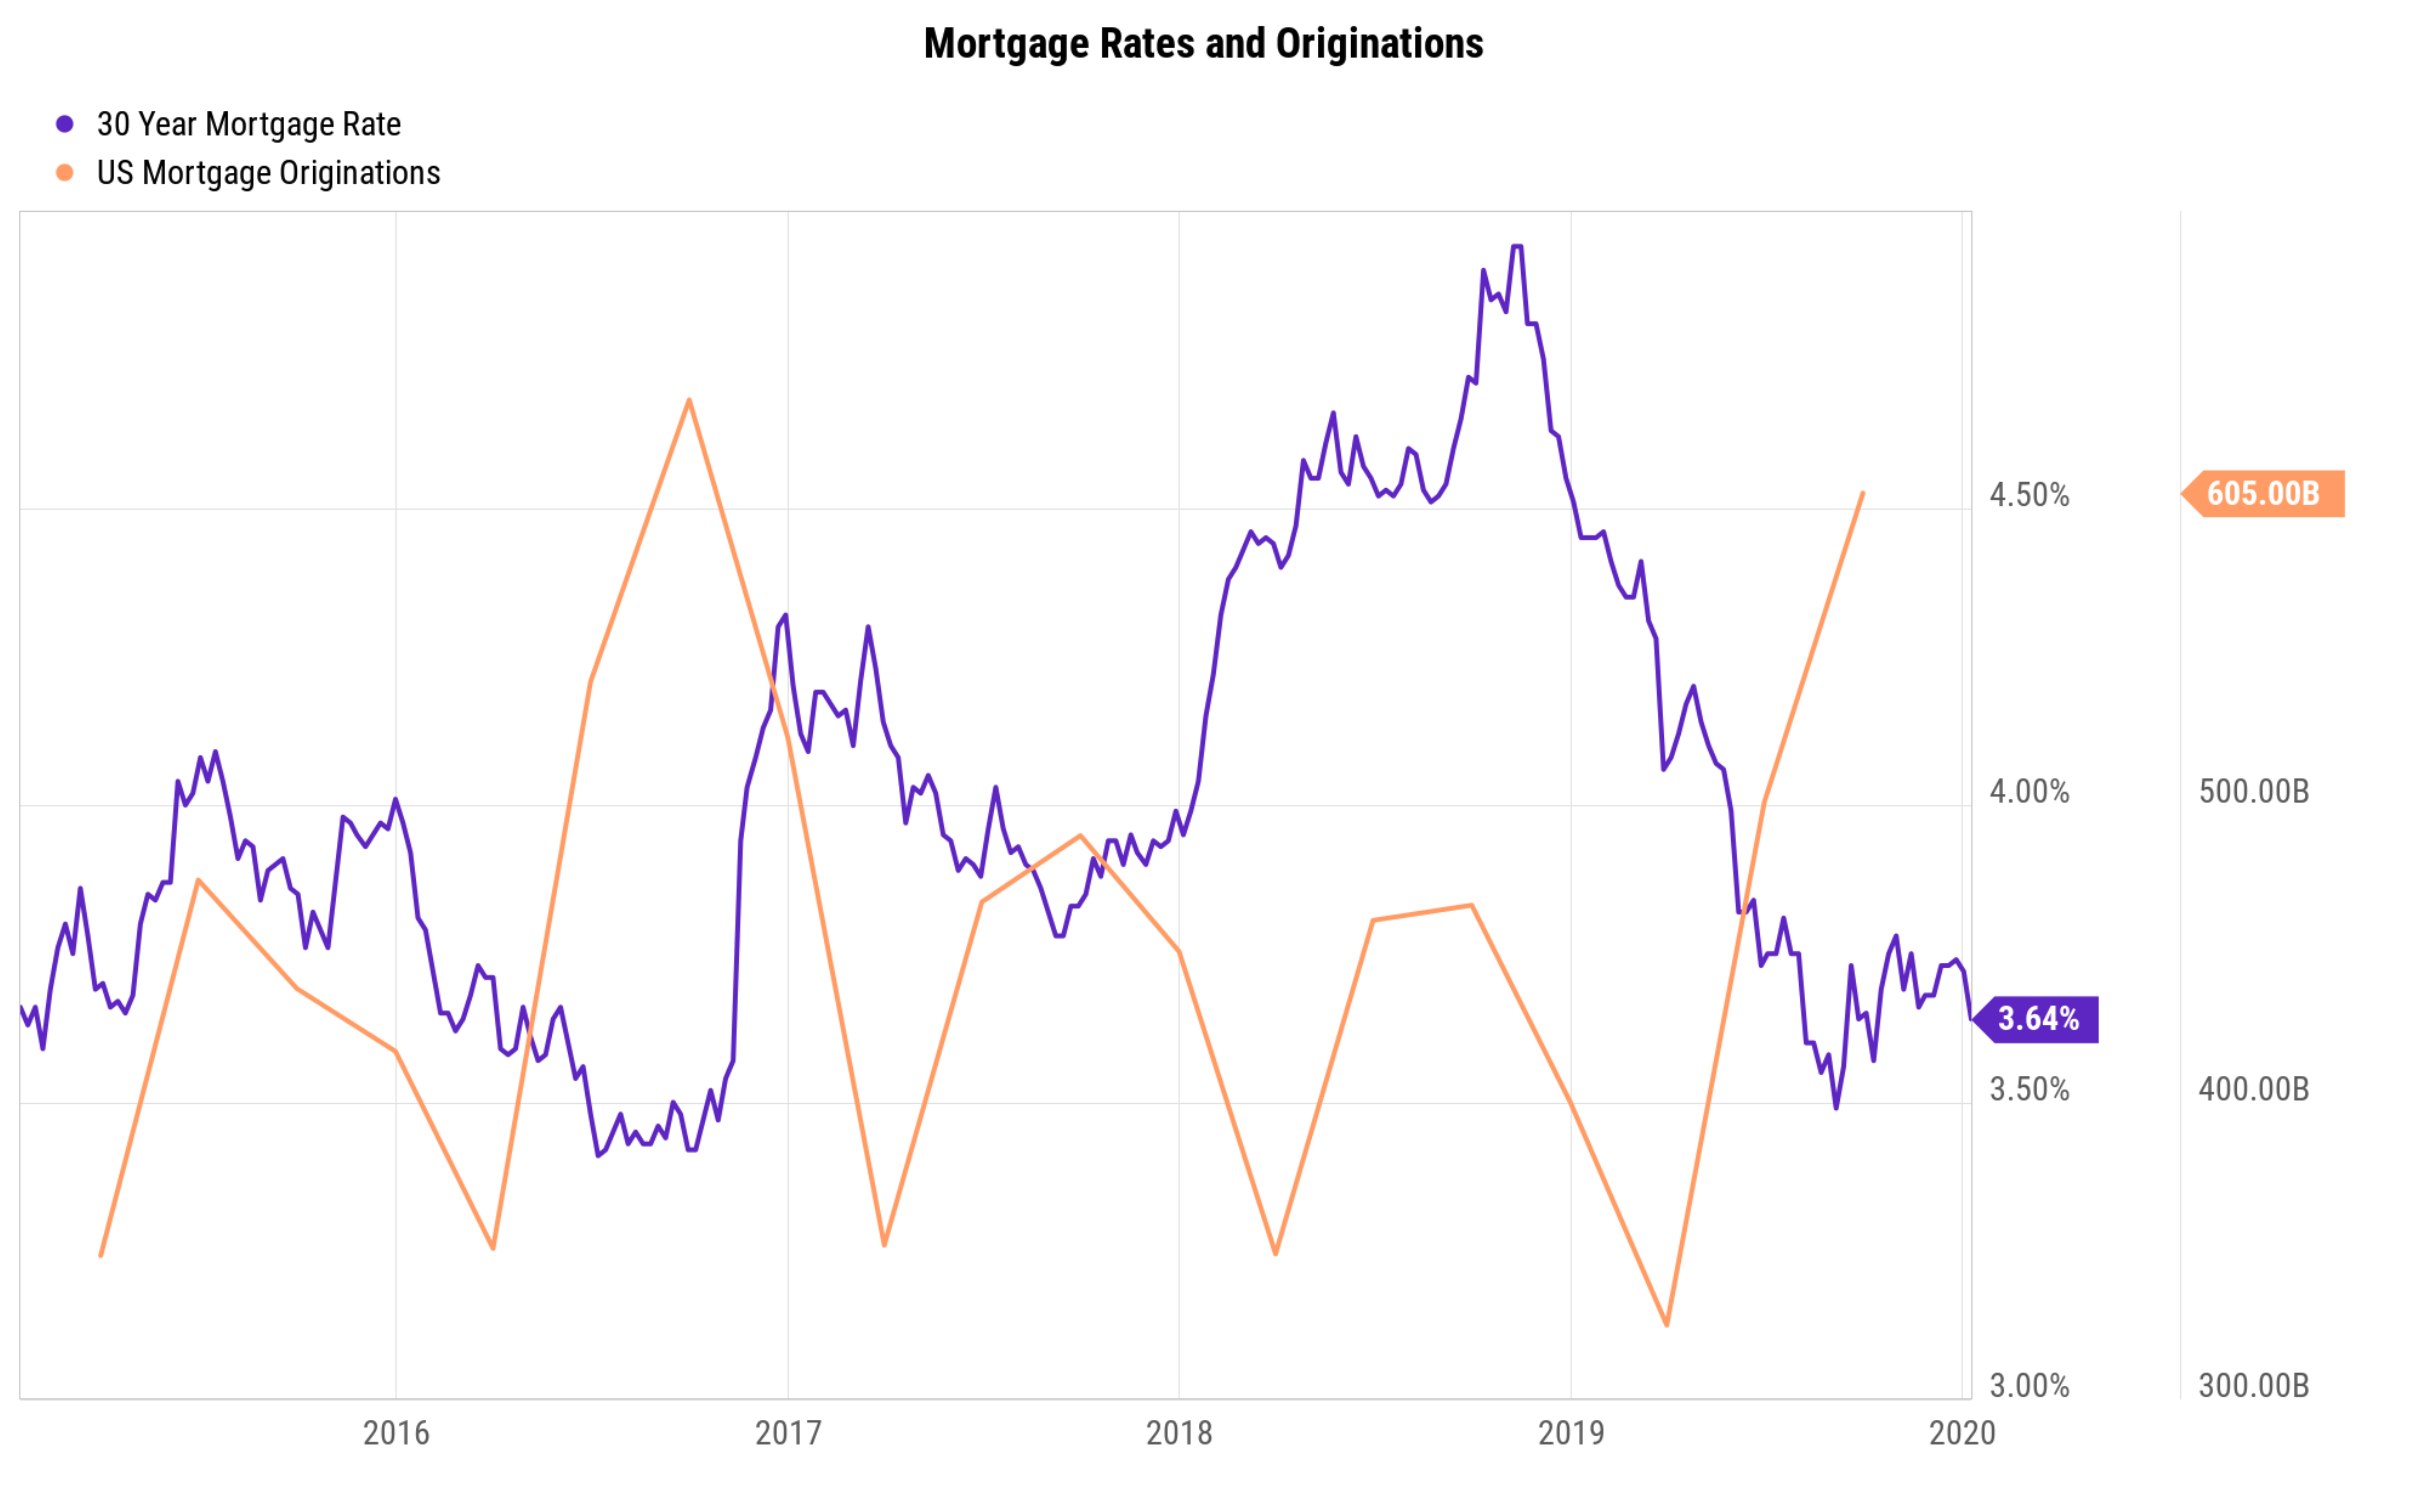 Mortgage Rates and Originations
30 Year Mortgage Rate
US Mortgage Originations
4.50%
605.00B
4.00%
500.00B
3.64%
3.50%
400.00B
3.00%
300.00B
2016
2017
2018
2019
2020